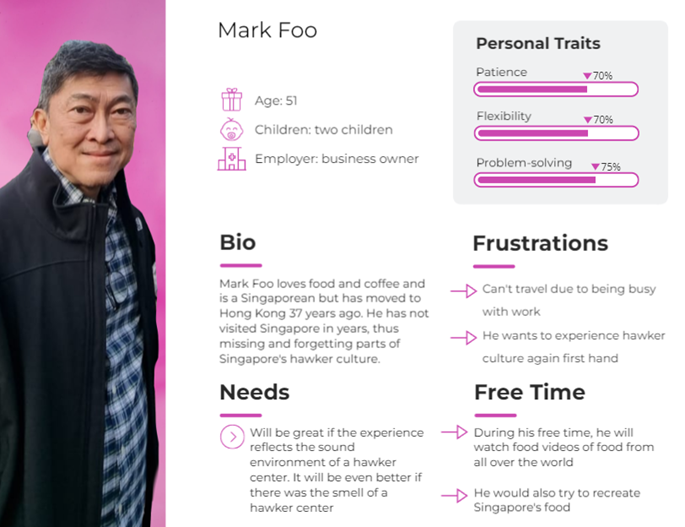 Mark Foo
Age: 51
Children: two children
Employer: business owner
Personal Traits
Patience
70%
Flexibility
70%
Problem-solving
75%
Bio
Mark Foo loves food and coffee and
is a Singaporean but has moved to
Hong Kong 37 years ago. He has not
visited Singapore in years, thus
missing and forgetting parts of
Singapore's hawker culture.
Frustrations
Can't travel due to being busy
with work
He wants to experience hawker
culture again first hand
Needs
Will be great if the experience
reflects the sound
environment of a hawker
center. It will be even better if
there was the smell of a
hawker center
Free Time
During his free time, he will
watch food videos of food from
all over the world
He would also try to recreate
Singapore's food